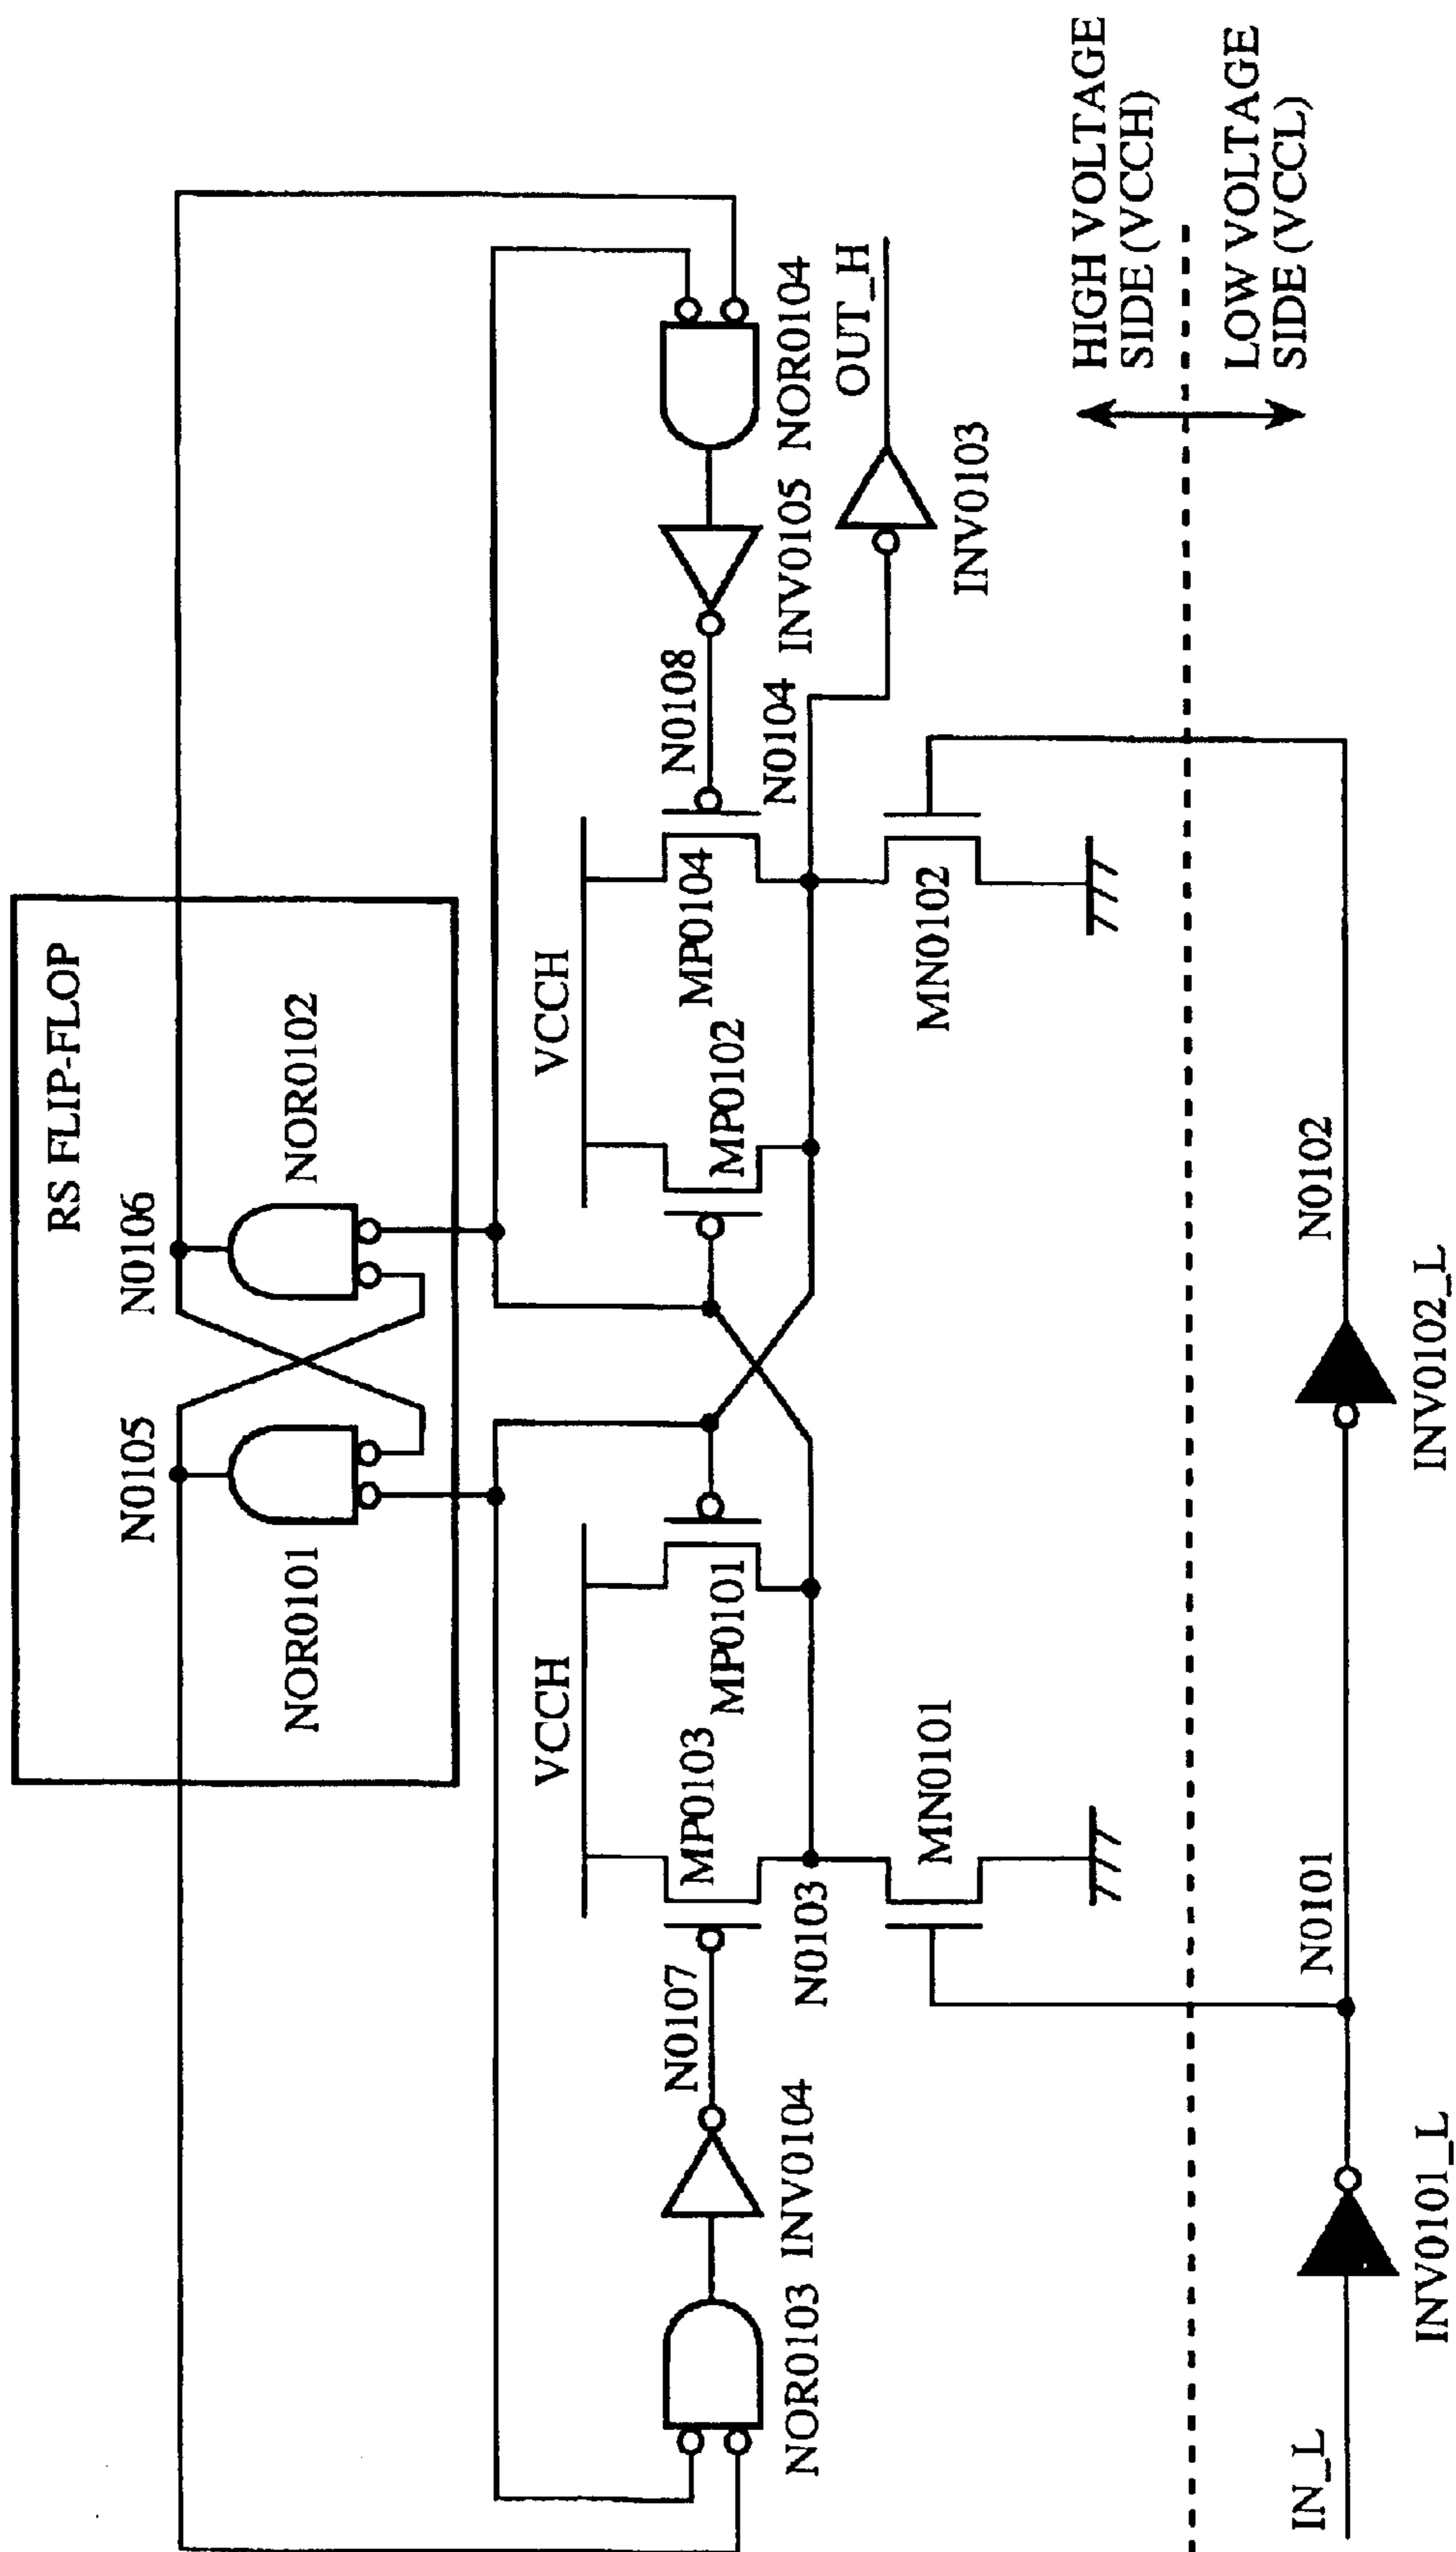 RS FLIP-FLOP
N0105
N0106
NOR0101
NOR0102
VCCH
VCCH
MP0103
MP0101
MP0102
MP0104
N0107
N0108
N0103
N0104
NOR0103
INV0104
INV0105
NOR0104
MN0101
MN0102
OUT_H
INV0103
HIGH VOLTAGE
SIDE (VCCH)
LOW VOLTAGE
SIDE (VCCL)
IN_L
N0101
N0102
INV0101_L
INV0102_L